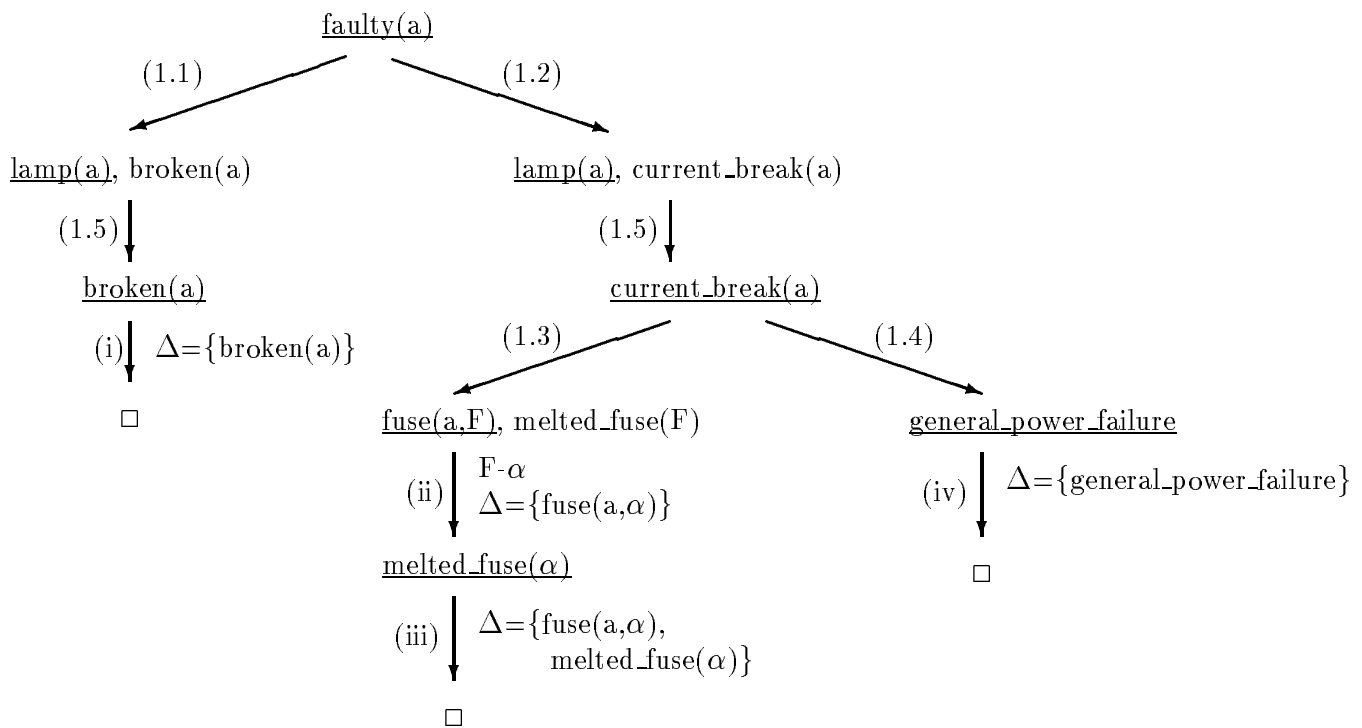 faulty(a)
(1.1) (1.2)
lamp(a), broken(a) lamp(a), current_break(a)
(1.5) (1.5)
broken(a) current_break(a)
(i) Δ={broken(a)} (1.3) (1.4)
□ fuse(a,F), melted_fuse(F) general_power_failure
F-α
(ii) Δ={fuse(a,α)} (iv) Δ={general_power_failure}
melted_fuse(α) □
(iii) Δ={fuse(a,α),
melted_fuse(α)}
□